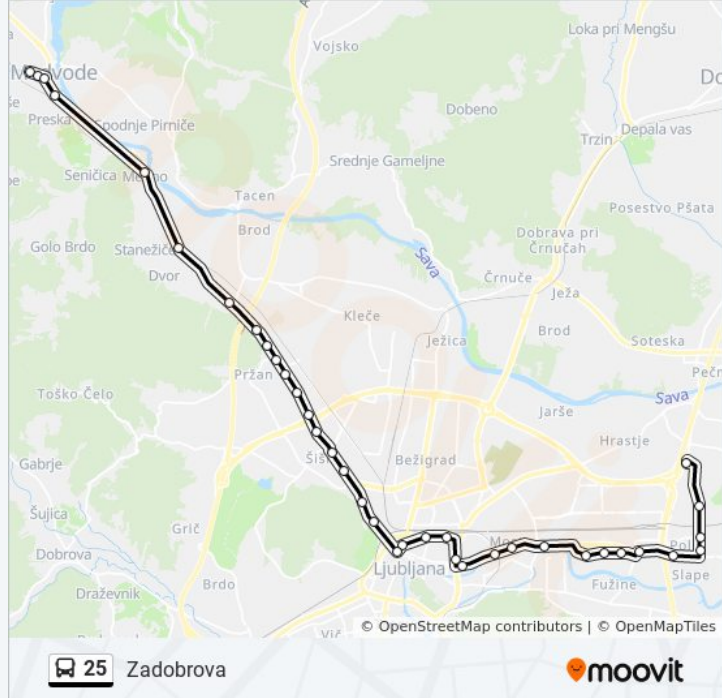 Loka pri Mengšu
Vojsko
Medvode
Do
Dobeno
Depala vas
Preska
Spodnje Pirniče
Trzin
Srednje Gameljne
Seničica
Medno
Tacen
Posestvo Pšata
Brod
Golo Brdo
Stanežiče
Dobrava pri
Črnučah
Dvor
Sava
Črnuče
Ježa
Kleče
Ježica
Brod
Soteska
Pržan
Toško Čelo
Sava
Jarše
Hrastje
Gabrje
Bežigrad
Šujica
Grič
Dobrova
Ljubljana
Slape
Brdo
Fužine
Draževnik
Vič
© OpenStreetMap contributors | © OpenMapTiles
25 Zadobrova
moovit